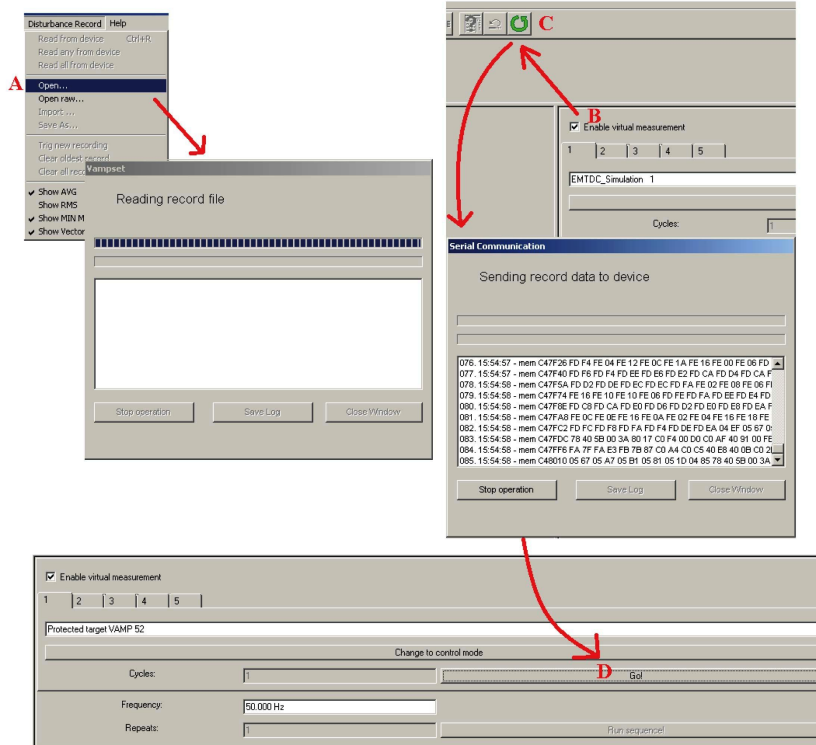 Disturbance Record Help
Read from device Ctrl+R
Read any from device
Read all from device
A
Open...
Open raw...
Import ...
Save As...
Trig new recording
Clear oldest record
Clear all
Show AVG
Show RMS
Show MIN M
Show Vector
Vampset
Reading record file
Stop operation Save Log Close Window
C
B
Enable virtual measurement
1 2 3 4 5
EMTDC_Simulation 1
Cycles: 1
Serial Communication
Sending record data to device
076. 15:54:57 - mem C47F26 FD F4 FE 04 FE 12 FE 0C FE 1A FE 16 FE 00 FE 06 FD
077. 15:54:57 - mem C47F40 FD F6 FD F4 FD EE FD E6 FD E2 FD CA FD D4 FD CA F
078. 15:54:58 - mem C47F5A FD D2 FD DE FD EC FD EC FD FA FE 02 FE 08 FE 06 F
079. 15:54:58 - mem C47F74 FE 16 FE 10 FE 10 FE 06 FD FE FD FA FD EE FD E4 FD
080. 15:54:58 - mem C47F8E FD C8 FD CA FD E0 FD D6 FD D2 FD E0 FD E8 FD EA F
081. 15:54:58 - mem C47FA8 FE 0C FE 0E FE 16 FE 0A FE 02 FE 04 FE 16 FE 18 FE
082. 15:54:58 - mem C47FC2 FD FC FD F8 FD FA FD F4 FD DE FD EA 04 EF 05 67 0
083. 15:54:58 - mem C47FDC 78 40 5B 00 3A 80 17 C0 F4 00 D0 C0 AF 40 91 00 FE
084. 15:54:58 - mem C47FF6 FA 7F FA E3 FB 7B 87 C0 A4 C0 C5 40 E8 40 0B C0 2
085. 15:54:58 - mem C48010 05 67 05 A7 05 B1 05 81 05 1D 04 85 78 40 5B 00 3A
Stop operation Save Log Close Window
Enable virtual measurement
1 2 3 4 5
Protected target VAMP 52
Change to control mode
Cycles: 1 D Go!
Frequency: 50.000 Hz
Repeats: 1 Run sequence!